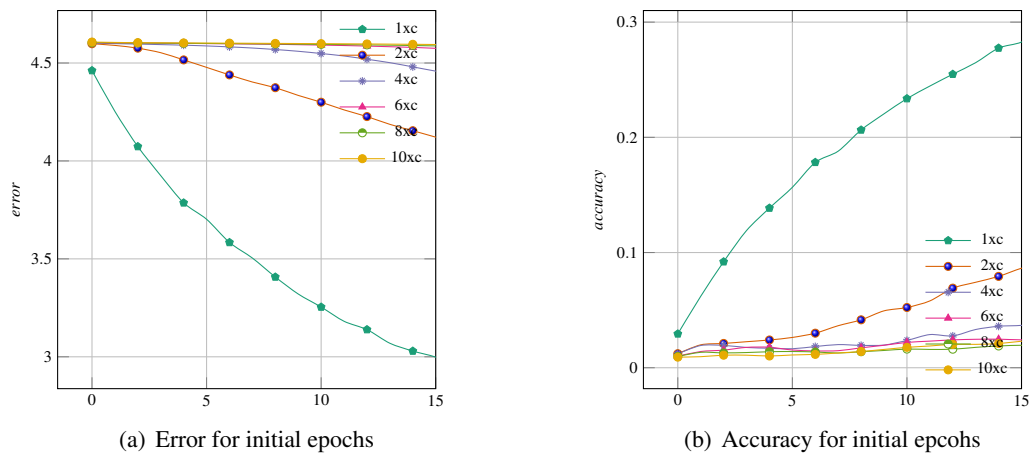 4.5
4
3.5
3
error
0 5 10 15
1xc
2xc
4xc
6xc
8xc
10xc
(a) Error for initial epochs
0.3
0.2
0.1
0
accuracy
0 5 10 15
1xc
2xc
4xc
6xc
8xc
10xc
(b) Accuracy for initial epcohs